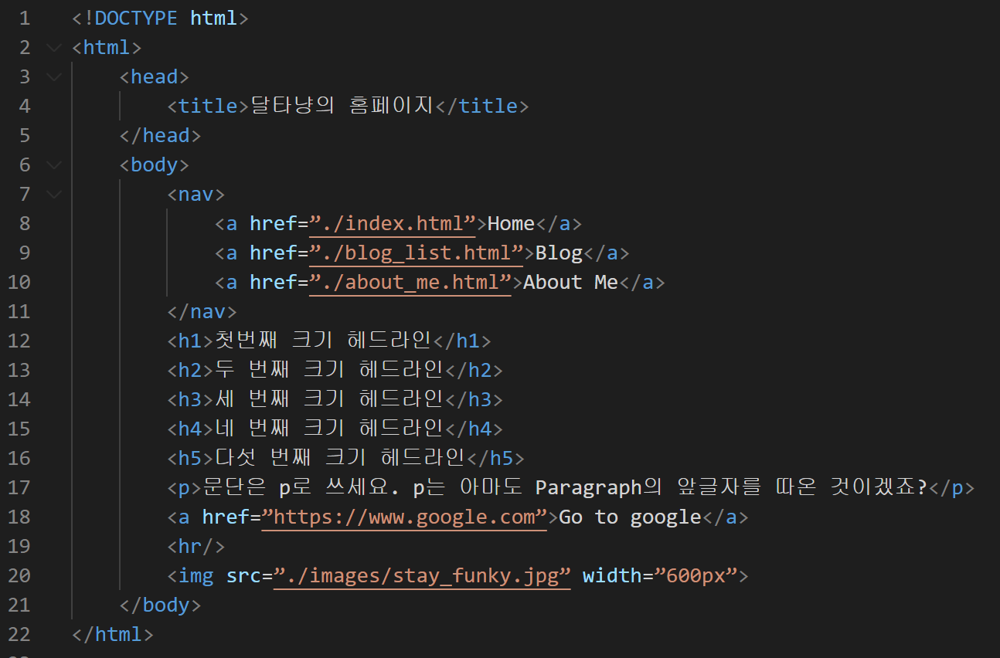 1 <!DOCTYPE html>
2 <html>
3 <head>
4 <title>달타냥의 홈페이지</title>
5 </head>
6 <body>
7 <nav>
8 <a href=”./index.html”>Home</a>
9 <a href=”./blog_list.html”>Blog</a>
10 <a href=”./about_me.html”>About Me</a>
11 </nav>
12 <h1>첫번째 크기 헤드라인</h1>
13 <h2>두 번째 크기 헤드라인</h2>
14 <h3>세 번째 크기 헤드라인</h3>
15 <h4>네 번째 크기 헤드라인</h4>
16 <h5>다섯 번째 크기 헤드라인</h5>
17 <p>문단은 p로 쓰세요. p는 아마도 Paragraph의 앞글자를 따온 것이겠죠?</p>
18 <a href=”https://www.google.com”>Go to google</a>
19 <hr/>
20 <img src=”./images/stay_funky.jpg” width=”600px”>
21 </body>
22 </html>